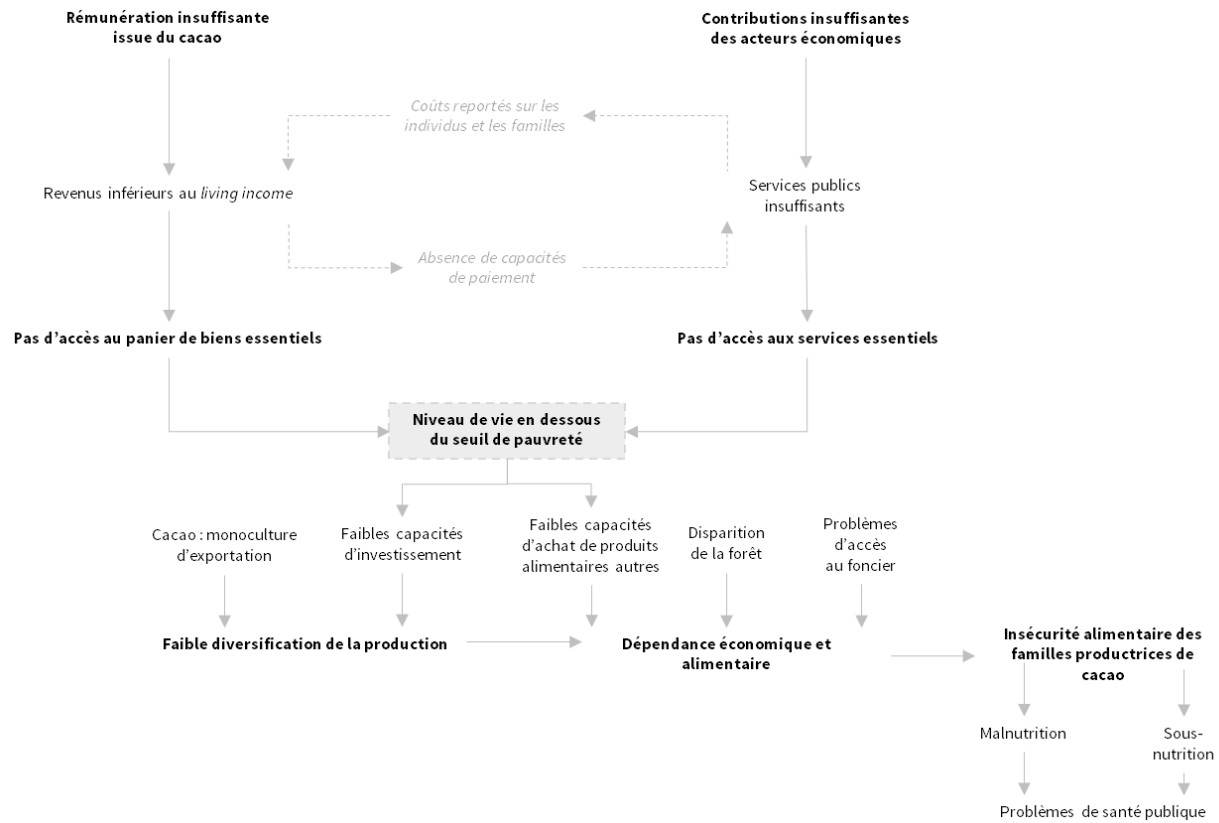 Rémunération insuffisante
issue du cacao
Contributions insuffisantes
des acteurs économiques
Coûts reportés sur les
individus et les familles
Revenus inférieurs au living income
Services publics
insuffisants
Absence de capacités
de paiement
Pas d’accès au panier de biens essentiels
Pas d’accès aux services essentiels
Niveau de vie en dessous
du seuil de pauvreté
Cacao : monoculture
d’exportation
Faibles capacités
d’investissement
Faibles capacités
d’achat de produits
alimentaires autres
Disparition
de la forêt
Problèmes
d’accès
au foncier
Faible diversification de la production
Dépendance économique et
alimentaire
Insécurité alimentaire des
familles productrices de
cacao
Malnutrition
Sous-
nutrition
Problèmes de santé publique